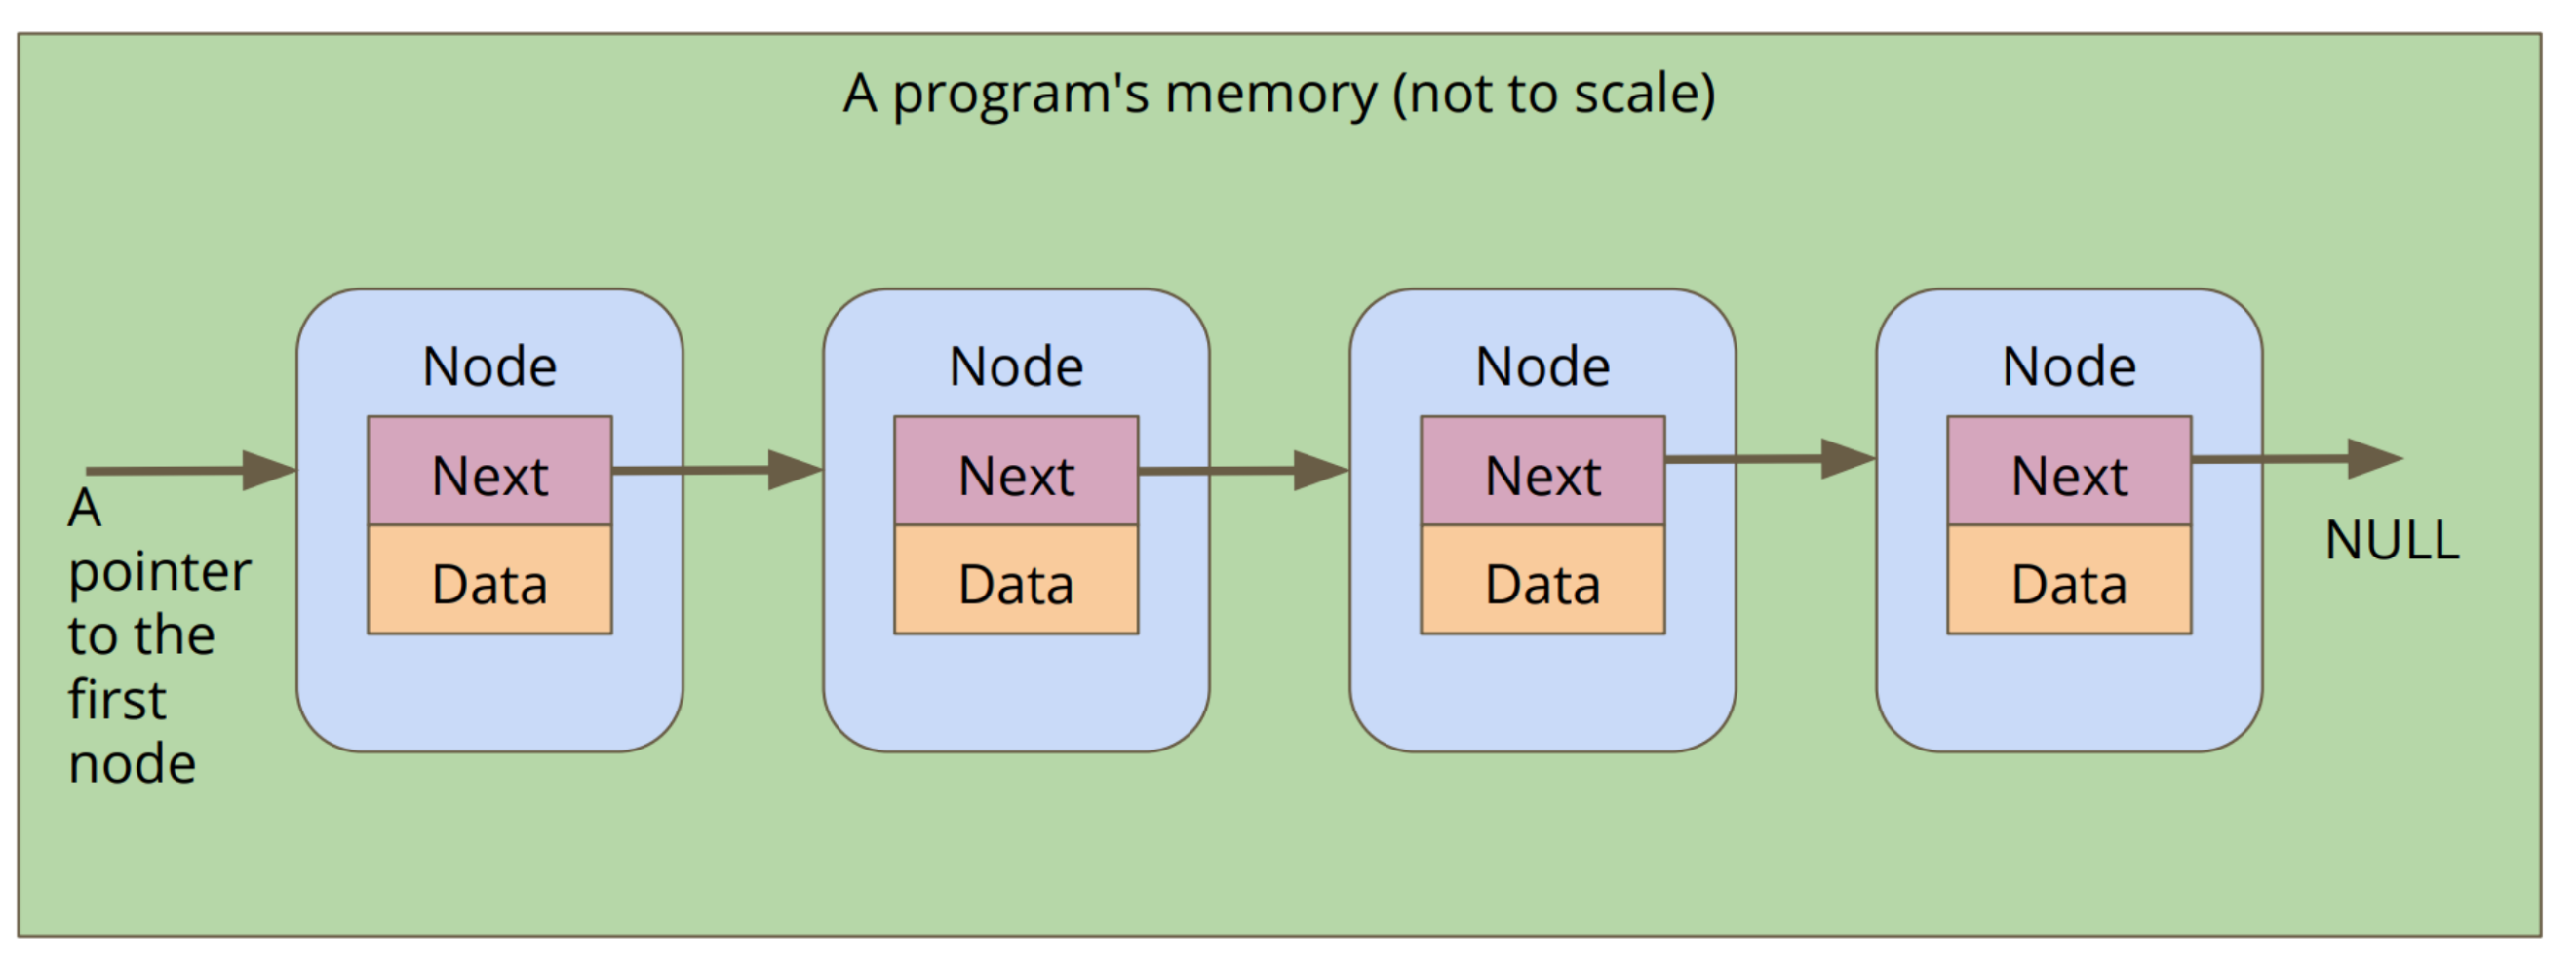 A program's memory (not to scale)
Node
Next
Data
Node
Next
Data
Node
Next
Data
Node
Next
Data
A
pointer
to the
first
node
NULL